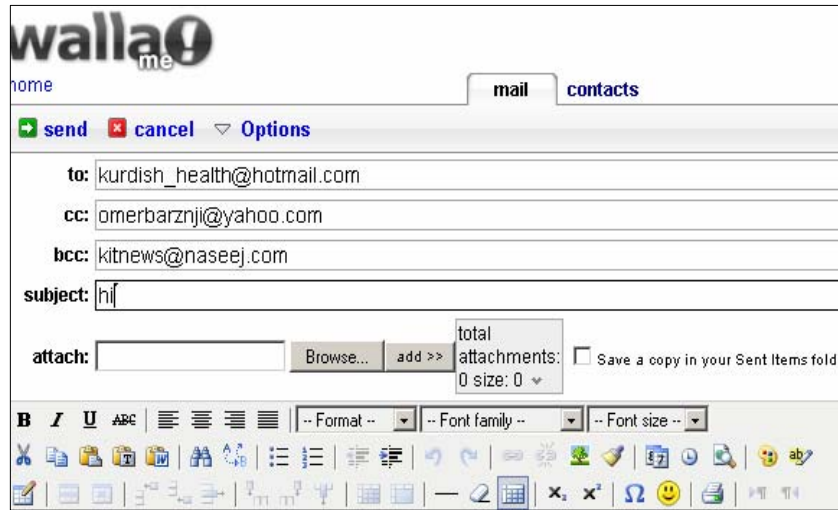 walla!
me
home
mail contacts
send cancel Options
to: kurdish_health@hotmail.com
cc: omerbarznji@yahoo.com
bcc: kitnews@naseej.com
subject: hi
attach: Browse... add >> total attachments: 0 size: 0 Save a copy in your Sent Items fold
B I U ABC -- Format -- -- Font family -- -- Font size --